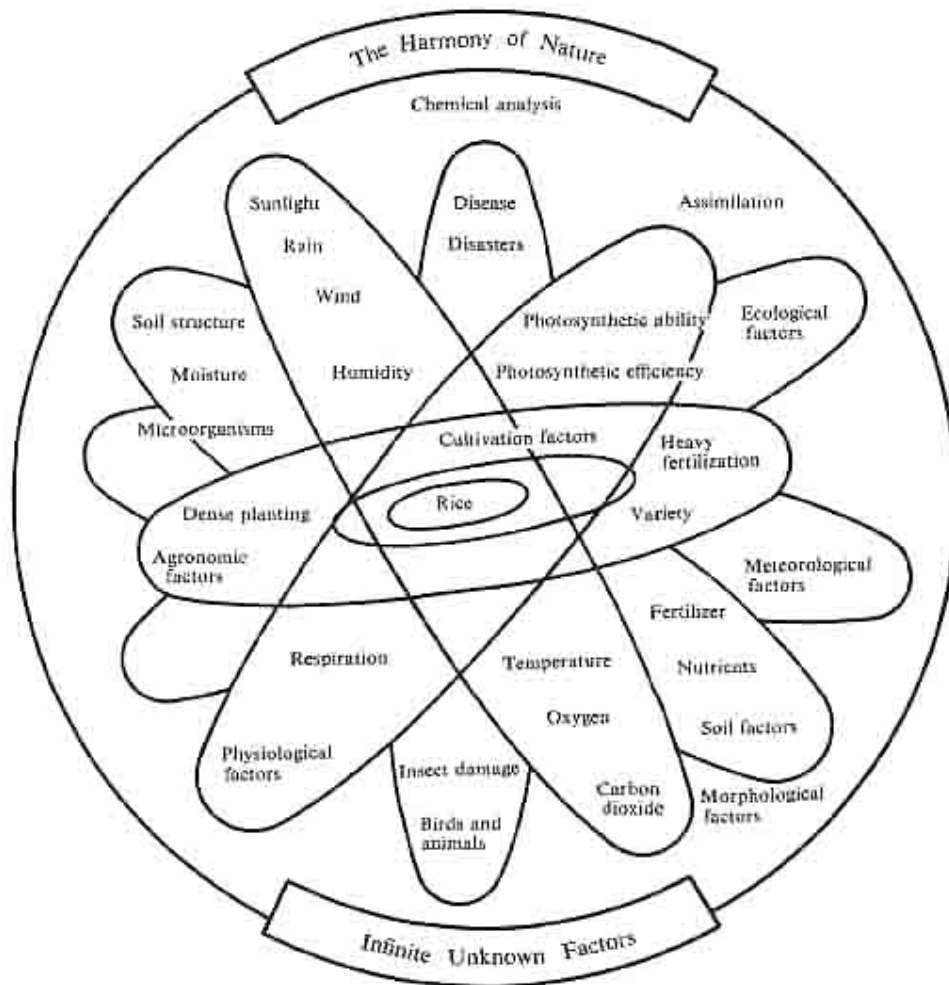 The Harmony of Nature
Chemical analysis
Sunlight
Rain
Wind
Humidity
Disease
Disasters
Assimilation
Soil structure
Moisture
Microorganisms
Photosynthetic ability
Photosynthetic efficiency
Ecological
factors
Cultivation factors
Heavy
fertilization
Rice
Variety
Dense planting
Agronomic
factors
Meteorological
factors
Fertilizer
Nutrients
Soil factors
Respiration
Temperature
Oxygen
Carbon
dioxide
Physiological
factors
Insect damage
Birds and
animals
Morphological
factors
Infinite Unknown Factors